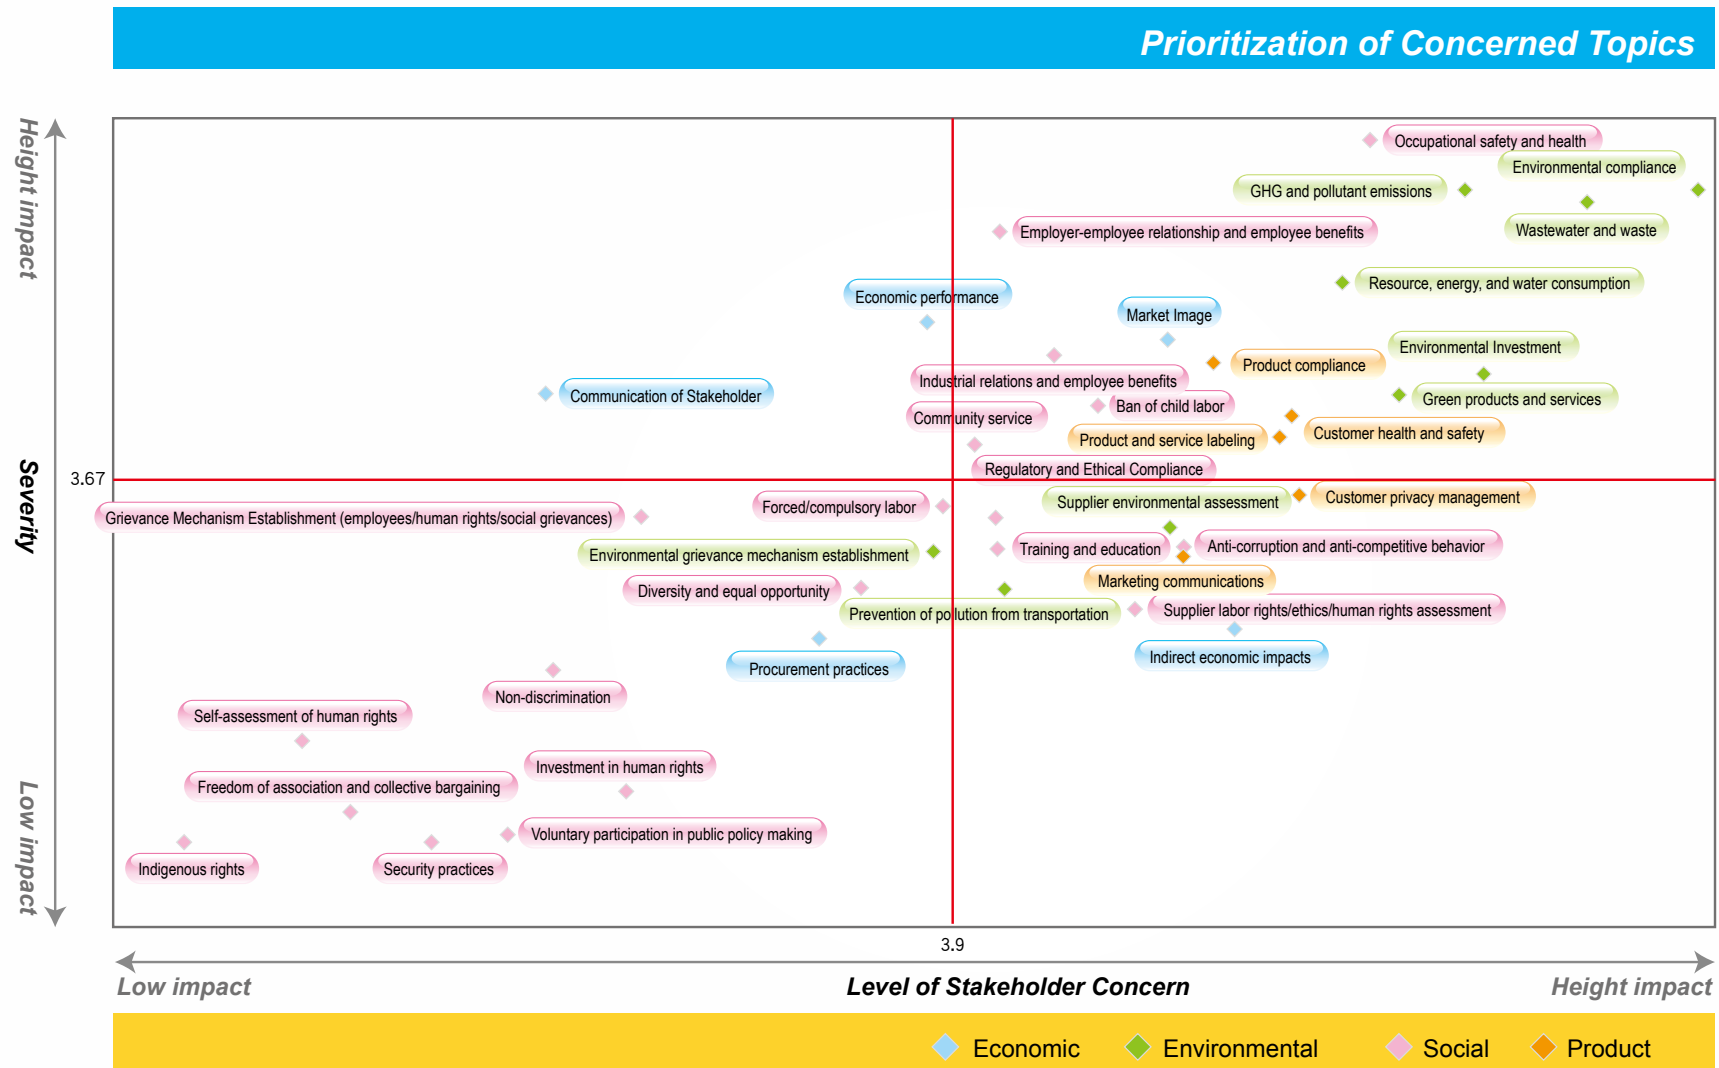 Prioritization of Concerned Topics
Height impact
Severity
Low impact
3.67
Occupational safety and health
Environmental compliance
GHG and pollutant emissions
Wastewater and waste
Employer-employee relationship and employee benefits
Resource, energy, and water consumption
Economic performance
Market Image
Environmental Investment
Product compliance
Industrial relations and employee benefits
Communication of Stakeholder
Green products and services
Ban of child labor
Community service
Customer health and safety
Product and service labeling
Regulatory and Ethical Compliance
Customer privacy management
Supplier environmental assessment
Forced/compulsory labor
Grievance Mechanism Establishment (employees/human rights/social grievances)
Training and education
Anti-corruption and anti-competitive behavior
Environmental grievance mechanism establishment
Marketing communications
Diversity and equal opportunity
Prevention of pollution from transportation
Supplier labor rights/ethics/human rights assessment
Indirect economic impacts
Procurement practices
Non-discrimination
Self-assessment of human rights
Investment in human rights
Freedom of association and collective bargaining
Voluntary participation in public policy making
Indigenous rights
Security practices
3.9
Low impact
Level of Stakeholder Concern
Height impact
Economic
Environmental
Social
Product